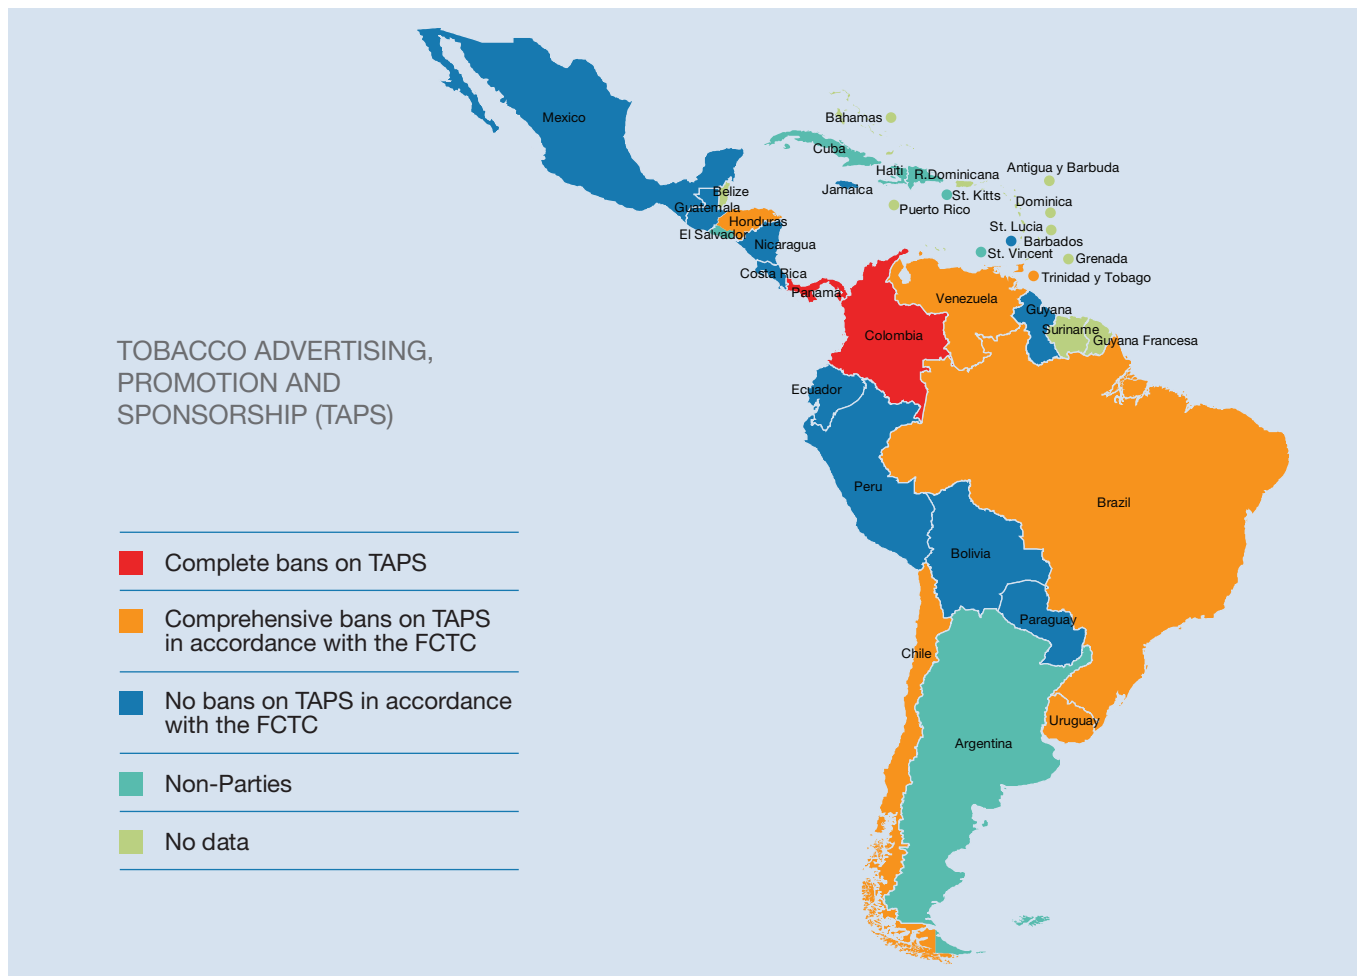 Mexico
Bahamas
Cuba
Haiti
R.Dominicana
Antigua y Barbuda
Jamaica
Belize
St. Kitts
Dominica
Guatemala
Puerto Rico
Honduras
St. Lucia
El Salvador
Barbados
Nicaragua
St. Vincent
Grenada
Costa Rica
Trinidad y Tobago
Panama
Venezuela
Guyana
Colombia
Suriname
Guyana Francesa
TOBACCO ADVERTISING,
PROMOTION AND
SPONSORSHIP (TAPS)
Ecuador
Peru
Brazil
Bolivia
Paraguay
Chile
Uruguay
Argentina
Complete bans on TAPS
Comprehensive bans on TAPS
in accordance with the FCTC
No bans on TAPS in accordance
with the FCTC
Non-Parties
No data